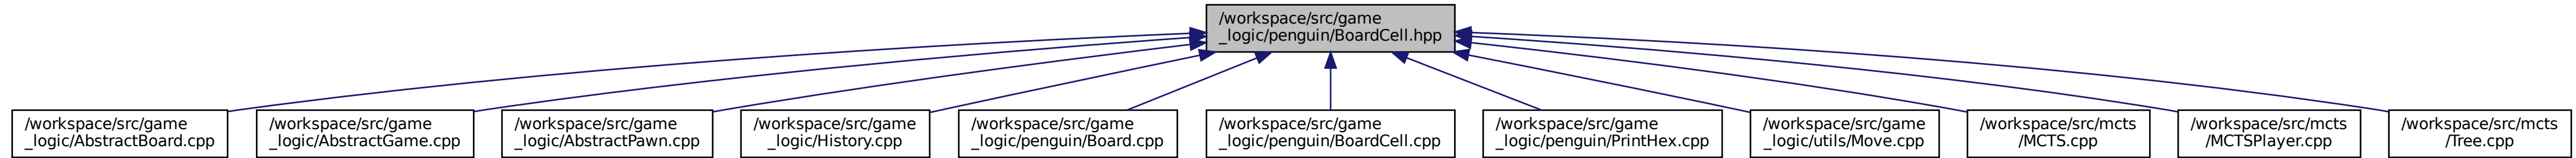 /workspace/src/game
_logic/penguin/BoardCell.hpp
/workspace/src/game
_logic/AbstractBoard.cpp
/workspace/src/game
_logic/AbstractGame.cpp
/workspace/src/game
_logic/AbstractPawn.cpp
/workspace/src/game
_logic/History.cpp
/workspace/src/game
_logic/penguin/Board.cpp
/workspace/src/game
_logic/penguin/BoardCell.cpp
/workspace/src/game
_logic/penguin/PrintHex.cpp
/workspace/src/game
_logic/utils/Move.cpp
/workspace/src/mcts
/MCTS.cpp
/workspace/src/mcts
/MCTSPlayer.cpp
/workspace/src/mcts
/Tree.cpp